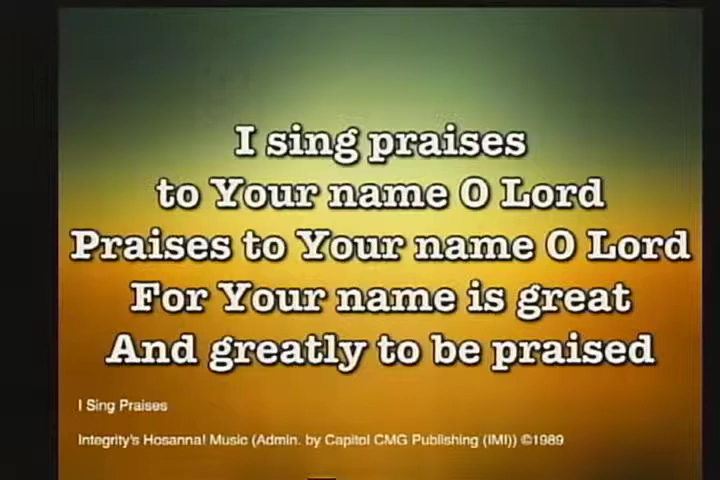 I sing praises
to Your name O Lord
Praises to Your name O Lord
For Your name is great
And greatly to be praised
I Sing Praises
Integrity's Hosanna! Music (Admin. by Capitol CMG Publishing (IMI)) ©1989